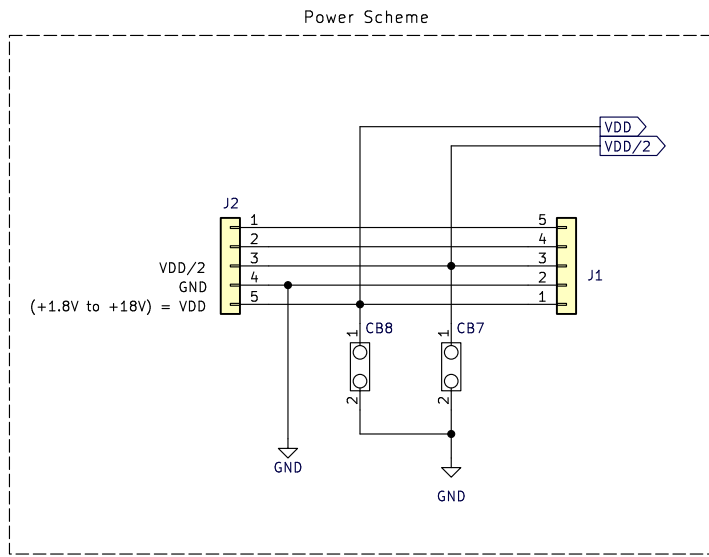 Power Scheme
VDD
VDD/2
J2
1 5
2 4
VDD/2 3 3
GND 4 2
J1
(+1.8V to +18V) = VDD 5 1
1 CB8 1 CB7
2 2
GND
GND